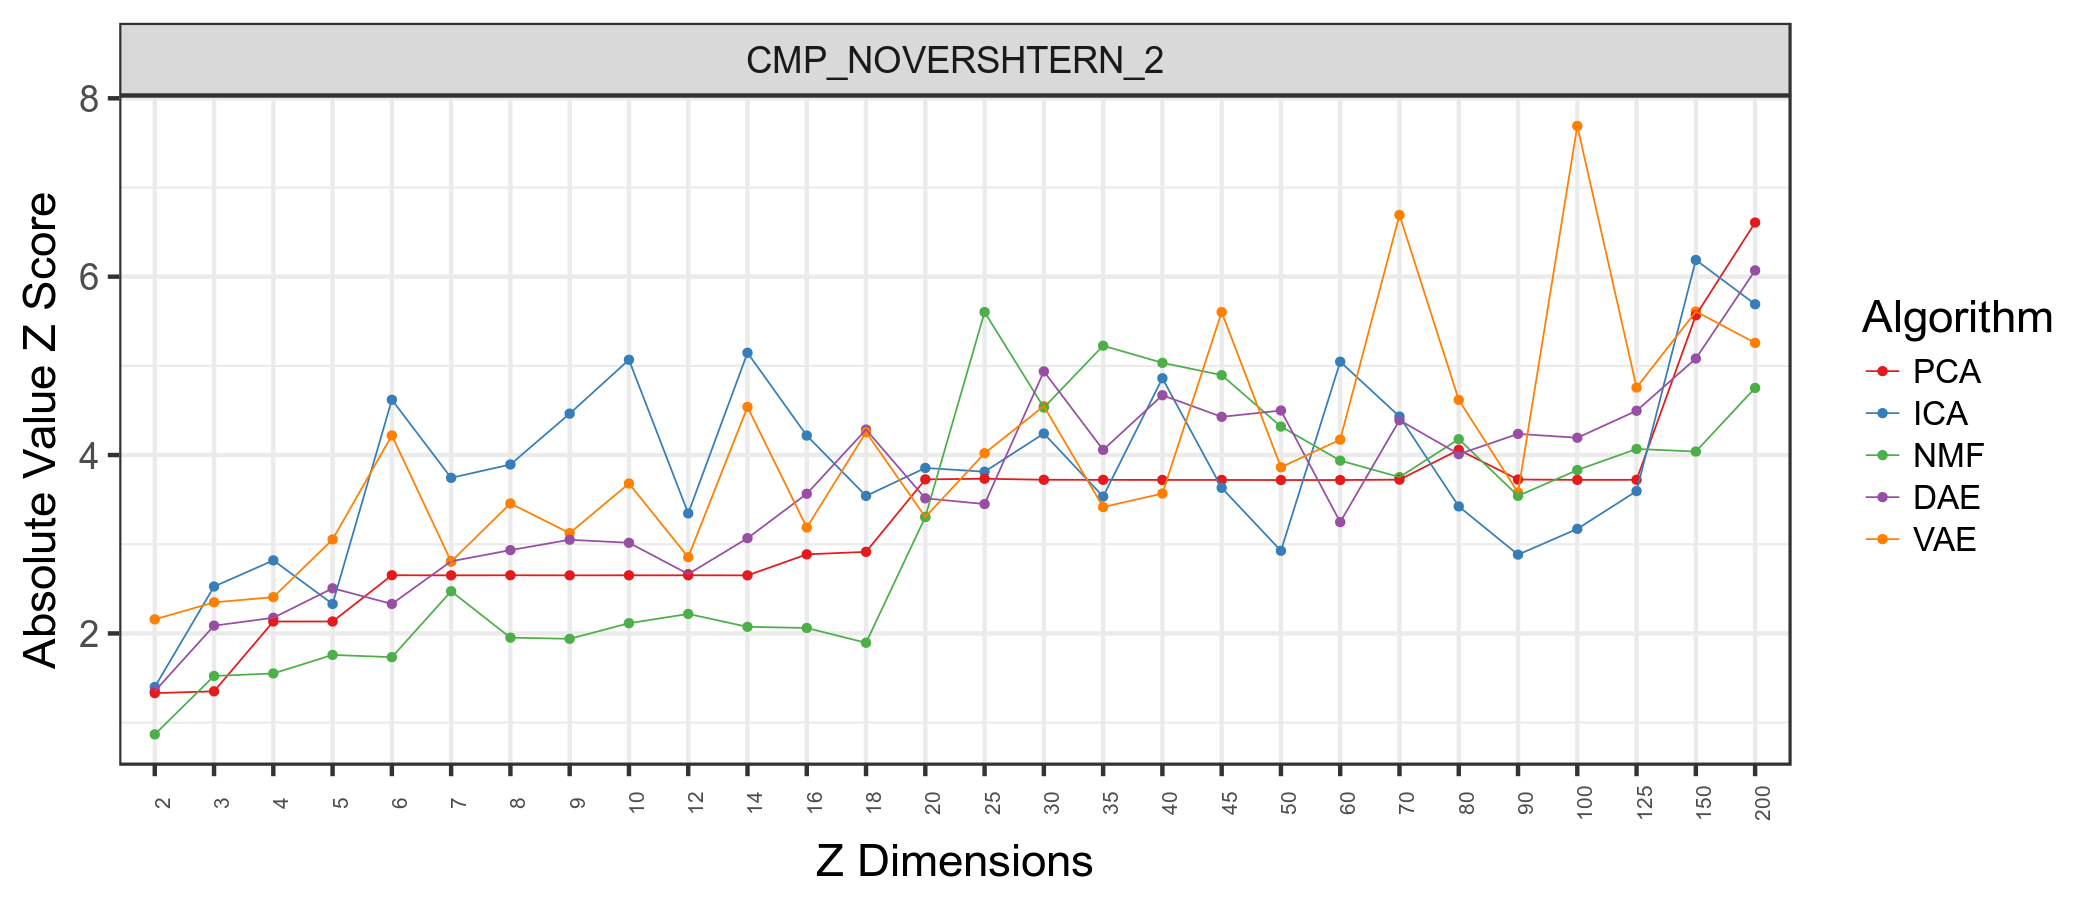 CMP_NOVERSHTERN_2
Absolute Value Z Score
8
6
4
2
2 3 4 5 6 7 8 9 10 12 14 16 18 20 25 30 35 40 45 50 60 70 80 90 100 125 150 200
Z Dimensions
Algorithm
PCA
ICA
NMF
DAE
VAE